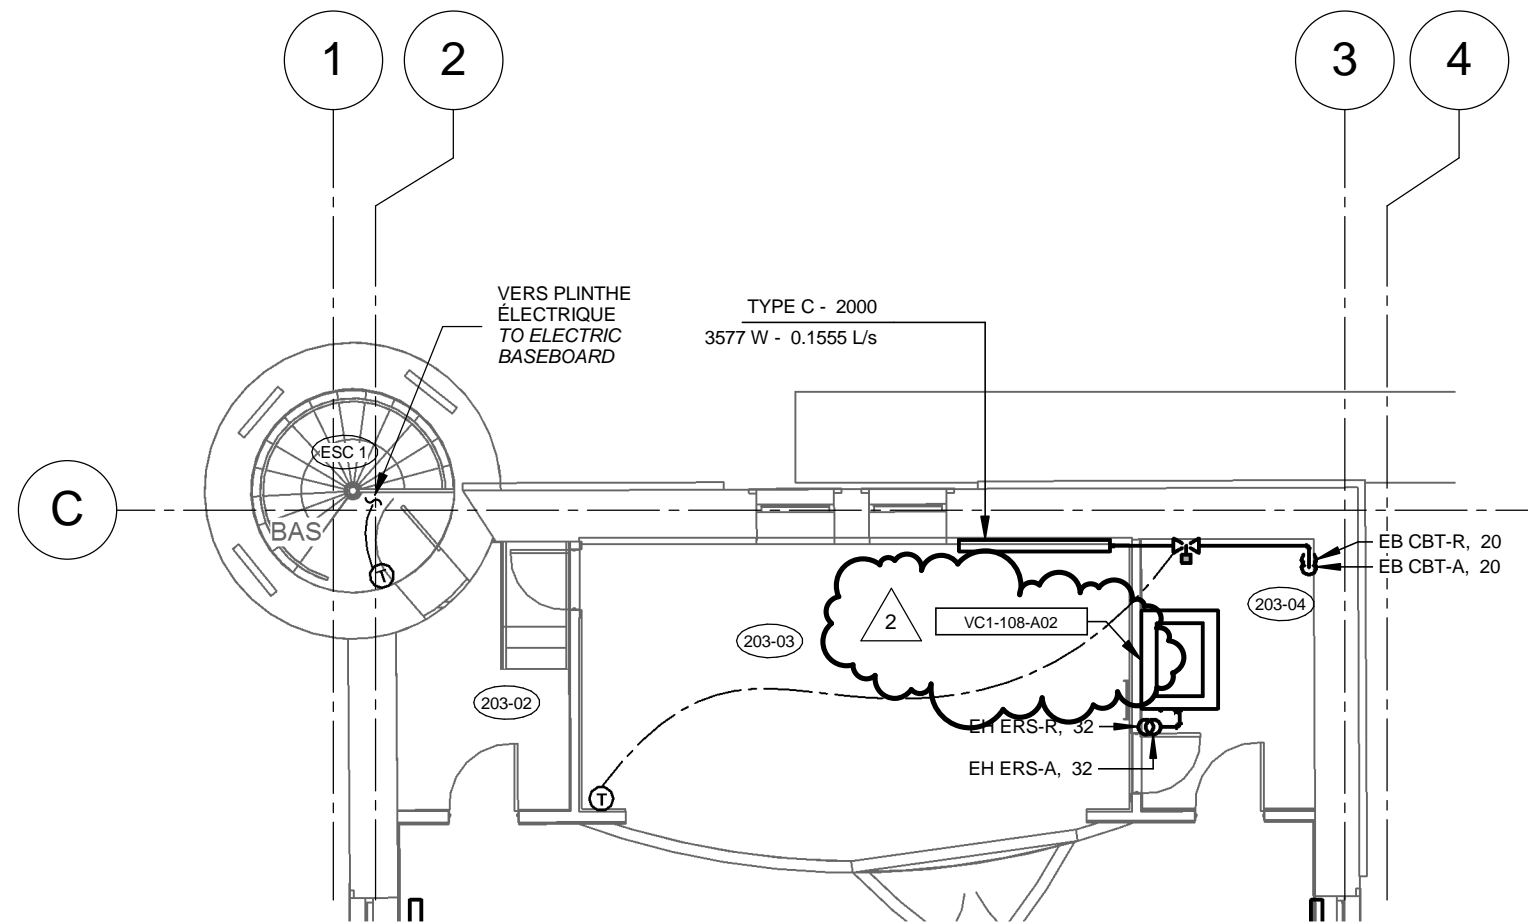 1
2
3
4
VERS PLINTHE
ÉLECTRIQUE
TO ELECTRIC
BASEBOARD
TYPE C - 2000
3577 W - 0.1555 L/s
ESC 1
C
BAS
T
EB CBT-R, 20
EB CBT-A, 20
203-04
2
VC1-108-A02
203-03
203-02
EH ERS-R, 32
EH ERS-A, 32
T